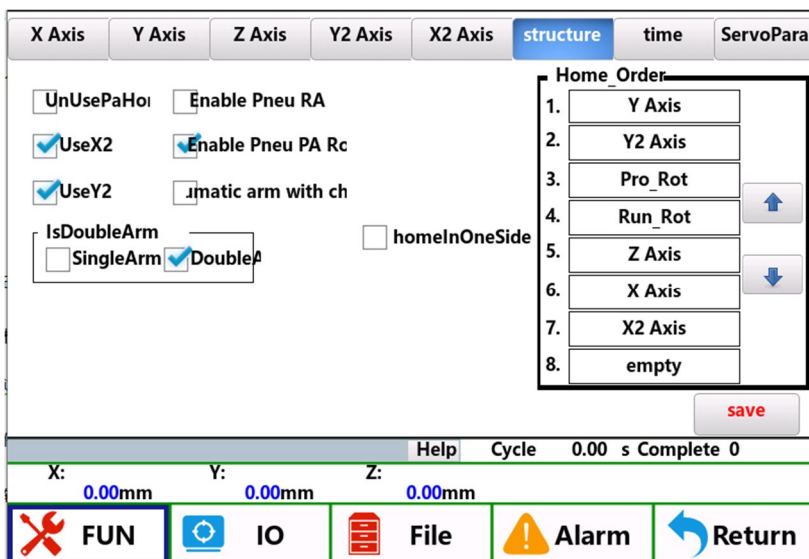 X Axis Y Axis Z Axis Y2 Axis X2 Axis structure time ServoPara
Home_Order
UnUsePaHo Enable Pneu RA
1. Y Axis
UseX2 Enable Pneu PA Ro
2. Y2 Axis
3. Pro_Rot
UseY2 umatic arm with ch
4. Run_Rot
IsDoubleArm
homeInOneSide
SingleArm Double
5. Z Axis
6. X Axis
7. X2 Axis
8. empty
save
Help Cycle 0.00 s Complete 0
X: Y: Z:
0.00mm 0.00mm 0.00mm
FUN IO File Alarm Return